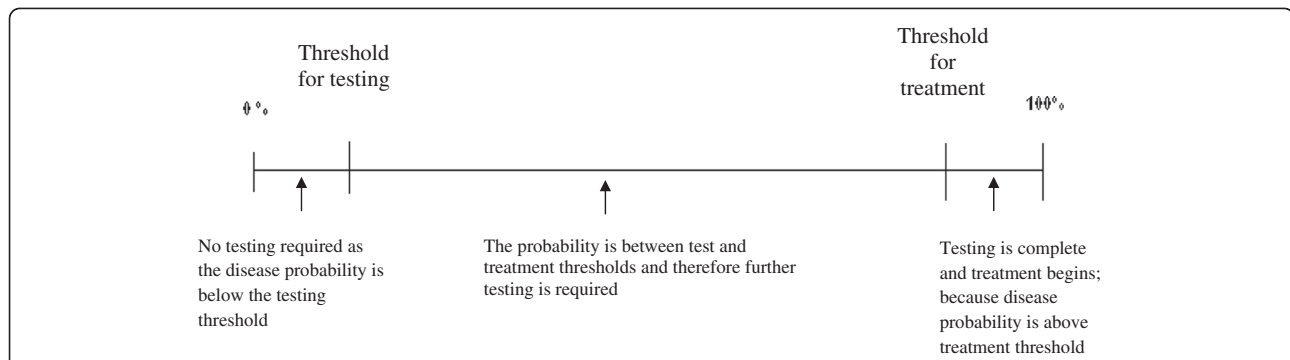 Threshold
for testing
Threshold
for
treatment
0%
100%
No testing required as
the disease probability is
below the testing
threshold
The probability is between test and
treatment thresholds and therefore further
testing is required
Testing is complete
and treatment begins;
because disease
probability is above
treatment threshold